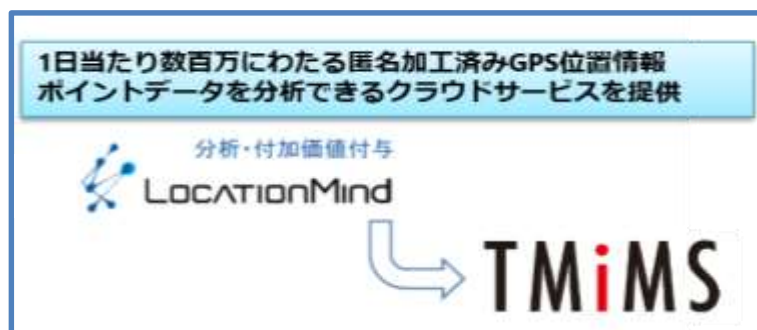 1日当たり数百万にわたる匿名加工済みGPS位置情報
ポイントデータを分析できるクラウドサービスを提供
分析・付加価値付与
LocATIonMInd
TMiMS